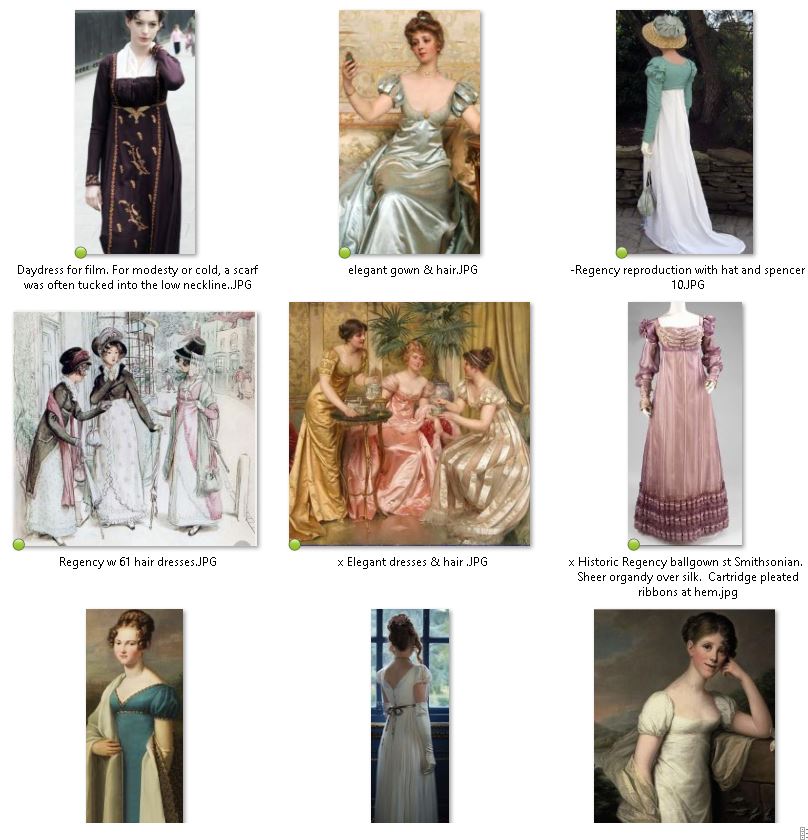 Daydress for film. For modesty or cold, a scarf
was often tucked into the low neckline..JPG
elegant gown & hair.JPG
-Regency reproduction with hat and spencer
10.JPG
Regency w 61 hair dresses.JPG
x Elegant dresses & hair .JPG
x Historic Regency ballgown st Smithsonian.
Sheer organdy over silk.  Cartridge pleated
ribbons at hem.jpg